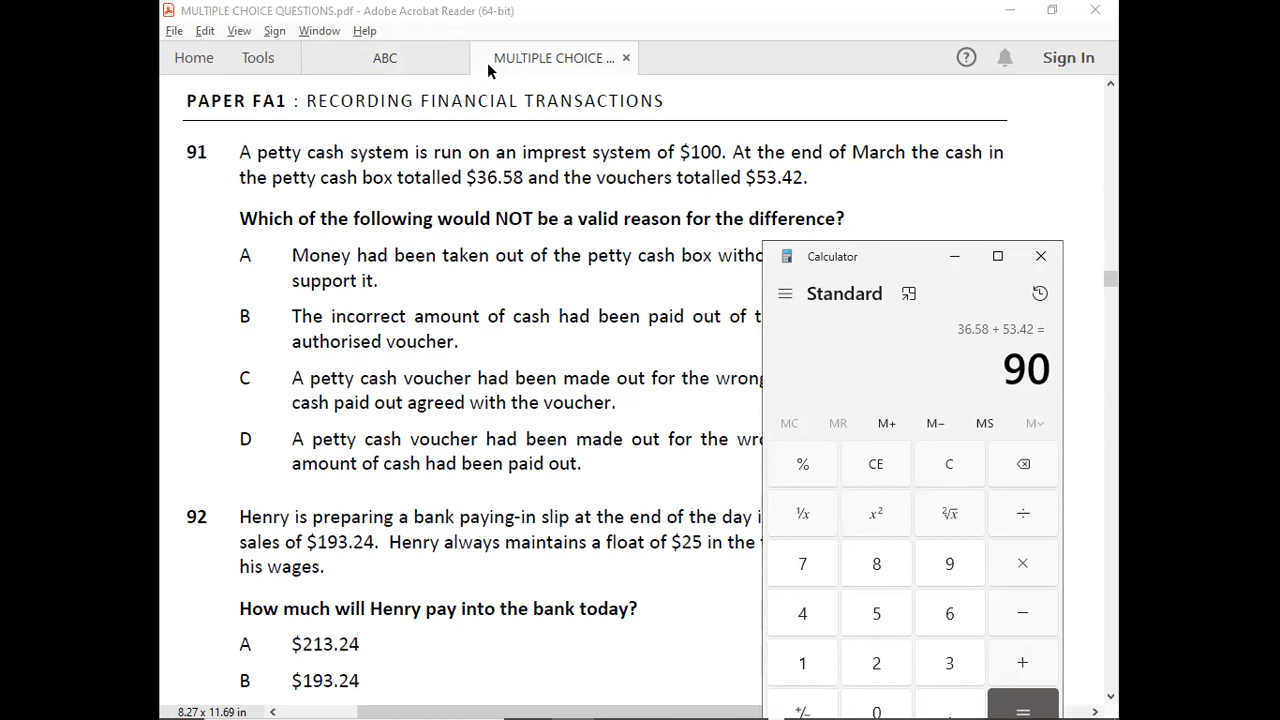 MULTIPLE CHOICE QUESTIONS.pdf - Adobe Acrobat Reader (64-bit)
File Edit View Sign Window Help
Home Tools ABC MULTIPLE CHOICE ... × Sign In
PAPER FA1 : RECORDING FINANCIAL TRANSACTIONS
91 A petty cash system is run on an imprest system of $100. At the end of March the cash in
the petty cash box totalled $36.58 and the vouchers totalled $53.42.
Which of the following would NOT be a valid reason for the difference?
A Money had been taken out of the petty cash box
support it.
B The incorrect amount of cash had been paid out of
authorised voucher.
C A petty cash voucher had been made out for the wrong
cash paid out agreed with the voucher.
D A petty cash voucher had been made out for the
amount of cash had been paid out.
92 Henry is preparing a bank paying-in slip at the end of the day
sales of $193.24. Henry always maintains a float of $25 in the
his wages.
How much will Henry pay into the bank today?
A $213.24
B $193.24
8.27 x 11.69 in
Calculator
Standard
36.58 + 53.42 =
90
MC MR M+ M− MS M˅
% CE C ⌫
¹/x x² ²√x ÷
7 8 9 ×
4 5 6 −
1 2 3 +
+/− 0 . =